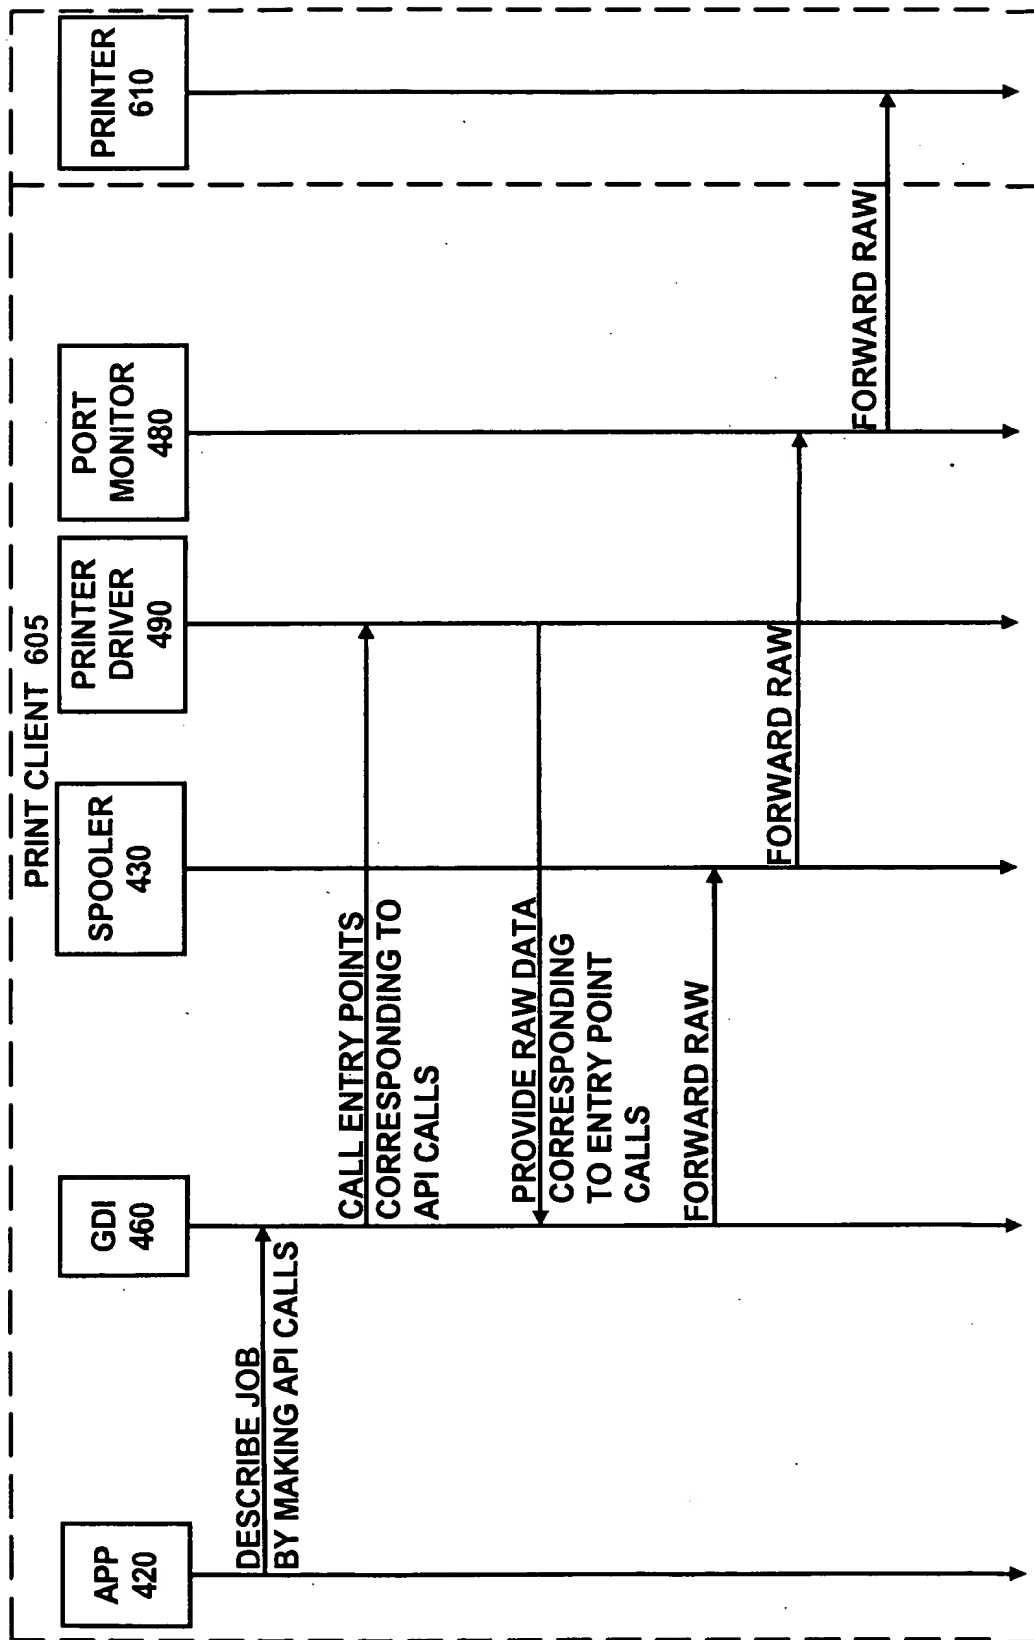 PRINT CLIENT 605
APP
420
GDI
460
SPOOLER
430
PRINTER
DRIVER
490
PORT
MONITOR
480
PRINTER
610
DESCRIBE JOB
BY MAKING API CALLS
CALL ENTRY POINTS
CORRESPONDING TO
API CALLS
PROVIDE RAW DATA
CORRESPONDING
TO ENTRY POINT
CALLS
FORWARD RAW
FORWARD RAW
FORWARD RAW